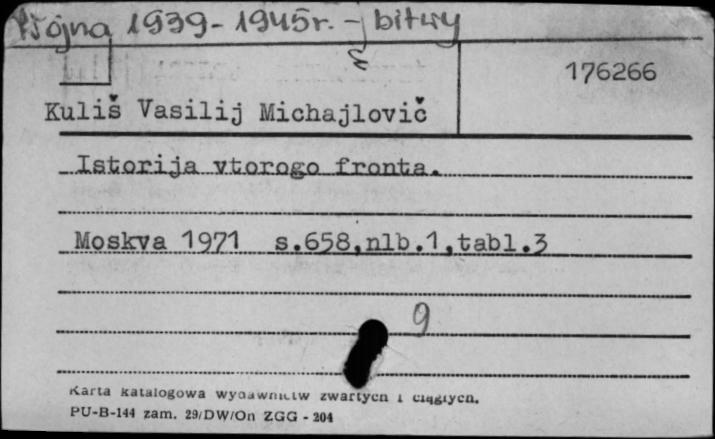 Wojna 1939-1945r. - bitwy
176266
Kuliš Vasilij Michajlovič
Istorija vtorogo fronta.
Moskva 1971 s.658,nlb.1,tabl.3
9
Karta katalogowa wydawnictw zwartych i ciągłych.
PU-B-144 zam. 29/DW/On ZGG - 204